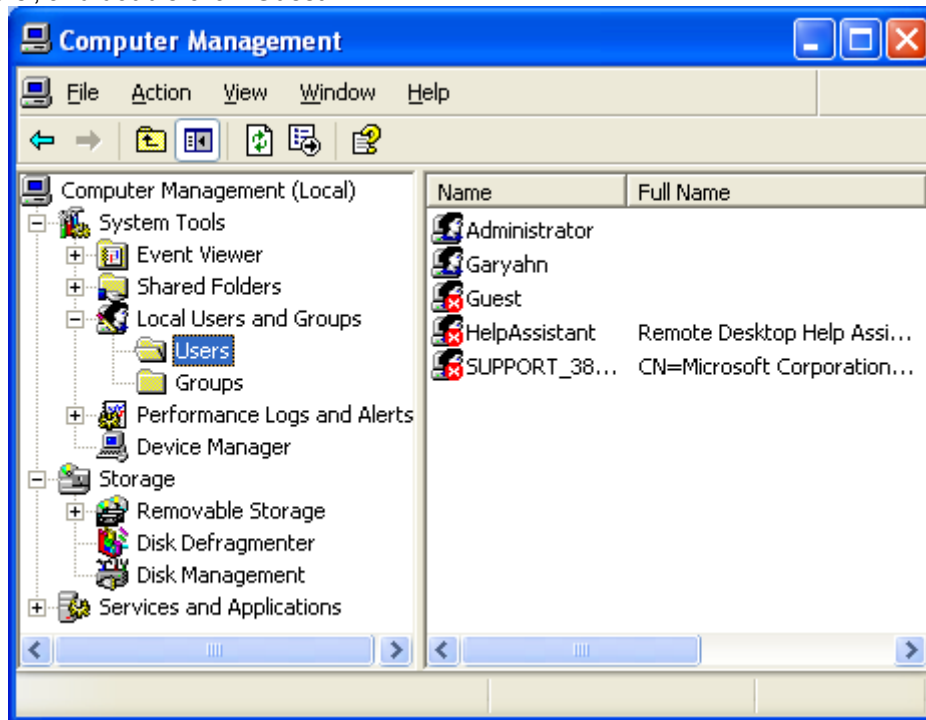 Computer Management
File Action View Window Help
Computer Management (Local)
System Tools
Event Viewer
Shared Folders
Local Users and Groups
Users
Groups
Performance Logs and Alerts
Device Manager
Storage
Removable Storage
Disk Defragmenter
Disk Management
Services and Applications
Name Full Name
Administrator
Garyahn
Guest
HelpAssistant Remote Desktop Help Assi...
SUPPORT_38... CN=Microsoft Corporation...